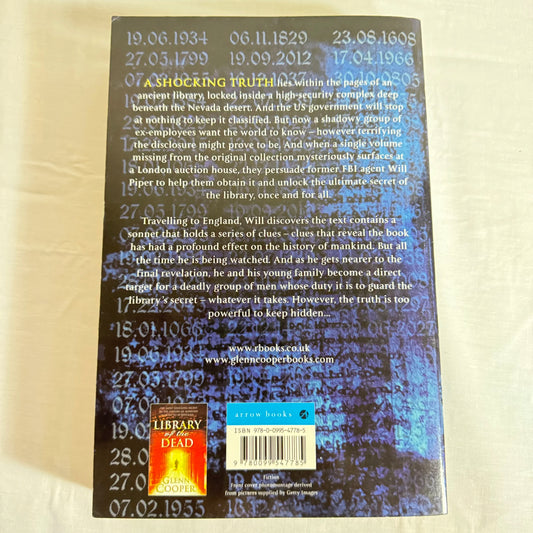 19.06.1934 06.11.1829 23.08.1608
27.05.1799 19.09.2012 17.04.1966
A SHOCKING TRUTH lies within the pages of an
ancient library, locked inside a high-security complex deep
beneath the Nevada desert. And the US government will stop
at nothing to keep it classified. But now a shadowy group of
ex-employees want the world to know – however terrifying
the disclosure might prove to be. And when a single volume
missing from the original collection mysteriously surfaces at
a London auction house, they persuade former FBI agent Will
Piper to help them obtain it and unlock the ultimate secret of
the library, once and for all.
27.05.1799
Travelling to England, Will discovers the text contains a
sonnet that holds a series of clues – clues that reveal the book
has had a profound effect on the history of mankind. But all
the time he is being watched. And as he gets nearer to the
final revelation, he and his young family become a direct
target for a deadly group of men whose duty it is to guard the
library's secret – whatever it takes. However, the truth is too
powerful to keep hidden...
18.01.1066
www.rbooks.co.uk
www.glenncooperbooks.com
LIBRARY
of the
DEAD
GLENN
COOPER
arrow books
ISBN 978-0-0995-4778-5
9 780099 547785
Fiction
Front cover photomontage derived
from pictures supplied by Getty Images
07.02.1955